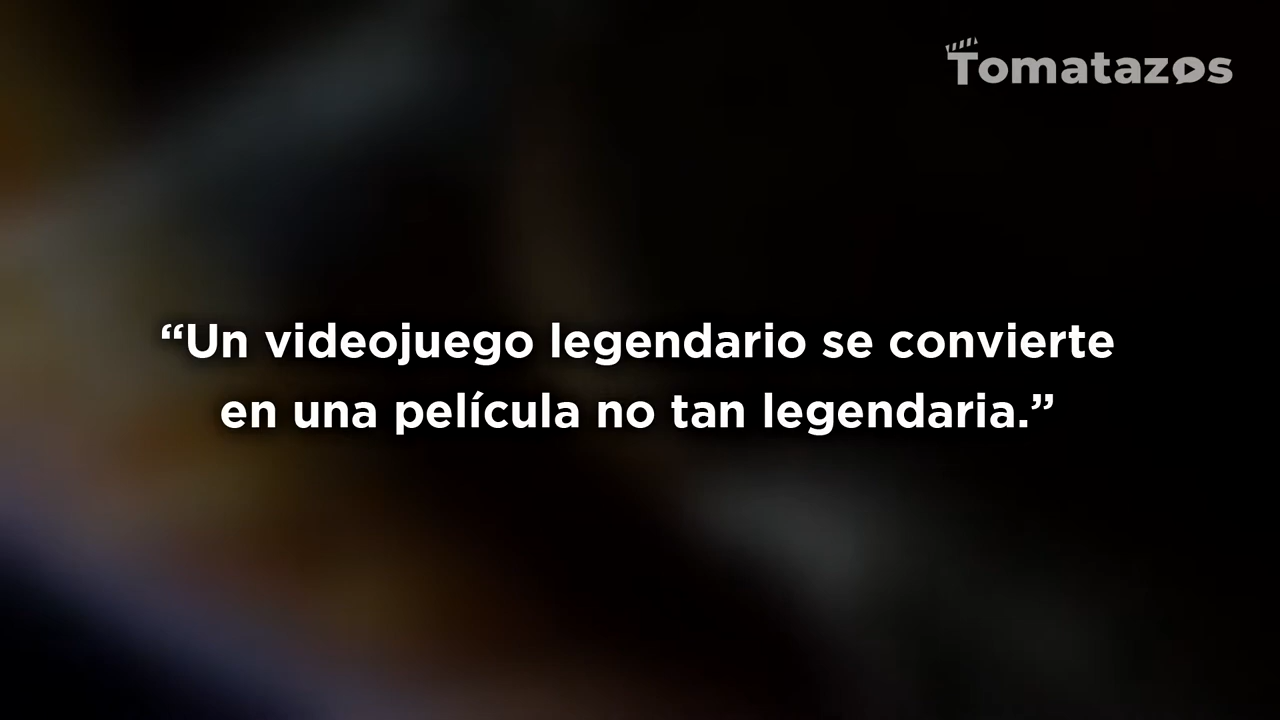 Tomatazos
“Un videojuego legendario se convierte
en una película no tan legendaria.”